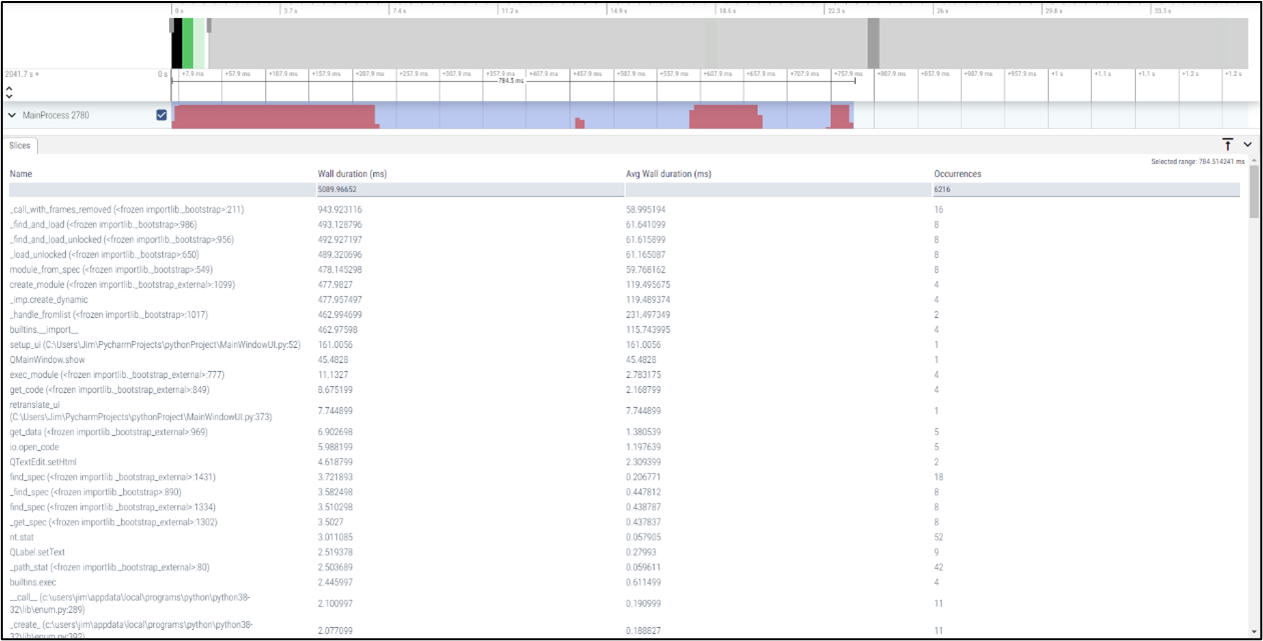 0 s 3.7 s 7.4 s 11.2 s 14.9 s 18.6 s 22.3 s 26 s 29.8 s 33.5 s
2041.7 s + 0 s +7.9 ms +57.9 ms +107.9 ms +157.9 ms +207.9 ms +257.9 ms +307.9 ms +357.9 ms +407.9 ms +457.9 ms +507.9 ms +557.9 ms +607.9 ms +657.9 ms +707.9 ms +757.9 ms +807.9 ms +857.9 ms +907.9 ms +957.9 ms +1 s +1.1 s +1.1 s +1.2 s +1.2 s
784.5 ms
MainProcess 2780
Slices
Selected range: 784.514241 ms
Name Wall duration (ms) Avg Wall duration (ms) Occurrences
5089.96652 6216
_call_with_frames_removed (<frozen importlib._bootstrap>:211) 943.923116 58.995194 16
_find_and_load (<frozen importlib._bootstrap>:986) 493.128796 61.641099 8
_find_and_load_unlocked (<frozen importlib._bootstrap>:956) 492.927197 61.615899 8
_load_unlocked (<frozen importlib._bootstrap>:650) 489.320696 61.165087 8
module_from_spec (<frozen importlib._bootstrap>:549) 478.145298 59.768162 8
create_module (<frozen importlib._bootstrap_external>:1099) 477.9827 119.495675 4
_imp.create_dynamic 477.957497 119.489374 4
_handle_fromlist (<frozen importlib._bootstrap>:1017) 462.994699 231.497349 2
builtins.__import__ 462.97598 115.743995 4
setup_ui (C:\Users\Jim\PycharmProjects\pythonProject\MainWindowUI.py:52) 161.0056 161.0056 1
QMainWindow.show 45.4828 45.4828 1
exec_module (<frozen importlib._bootstrap_external>:777) 11.1327 2.783175 4
get_code (<frozen importlib._bootstrap_external>:849) 8.675199 2.168799 4
retranslate_ui
(C:\Users\Jim\PycharmProjects\pythonProject\MainWindowUI.py:373) 7.744899 7.744899 1
get_data (<frozen importlib._bootstrap_external>:969) 6.902698 1.380539 5
io.open_code 5.988199 1.197639 5
QTextEdit.setHtml 4.618799 2.309399 2
find_spec (<frozen importlib._bootstrap_external>:1431) 3.721893 0.206771 18
_find_spec (<frozen importlib._bootstrap>:890) 3.582498 0.447812 8
find_spec (<frozen importlib._bootstrap_external>:1334) 3.510298 0.438787 8
_get_spec (<frozen importlib._bootstrap_external>:1302) 3.5027 0.437837 8
nt.stat 3.011085 0.057905 52
QLabel.setText 2.519378 0.27993 9
_path_stat (<frozen importlib._bootstrap_external>:80) 2.503689 0.059611 42
builtins.exec 2.445997 0.611499 4
__call__ (c:\users\jim\appdata\local\programs\python\python38-
32\lib\enum.py:289) 2.100997 0.190999 11
_create_ (c:\users\jim\appdata\local\programs\python\python38-
32\lib\enum.py:392) 2.077099 0.188827 11